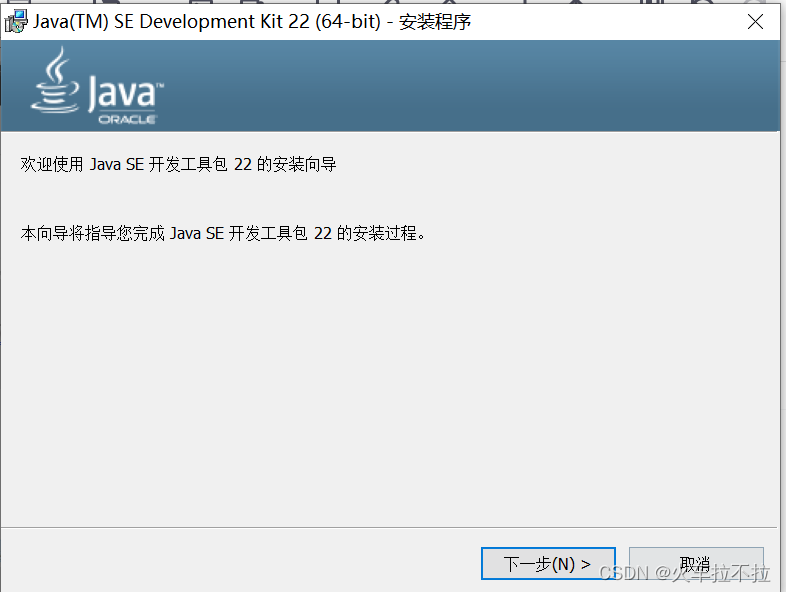 Java(TM) SE Development Kit 22 (64-bit) - 安装程序
Java™
ORACLE
欢迎使用 Java SE 开发工具包 22 的安装向导
本向导将指导您完成 Java SE 开发工具包 22 的安装过程。
下一步(N) >
取消
CSDN @火车拉不拉